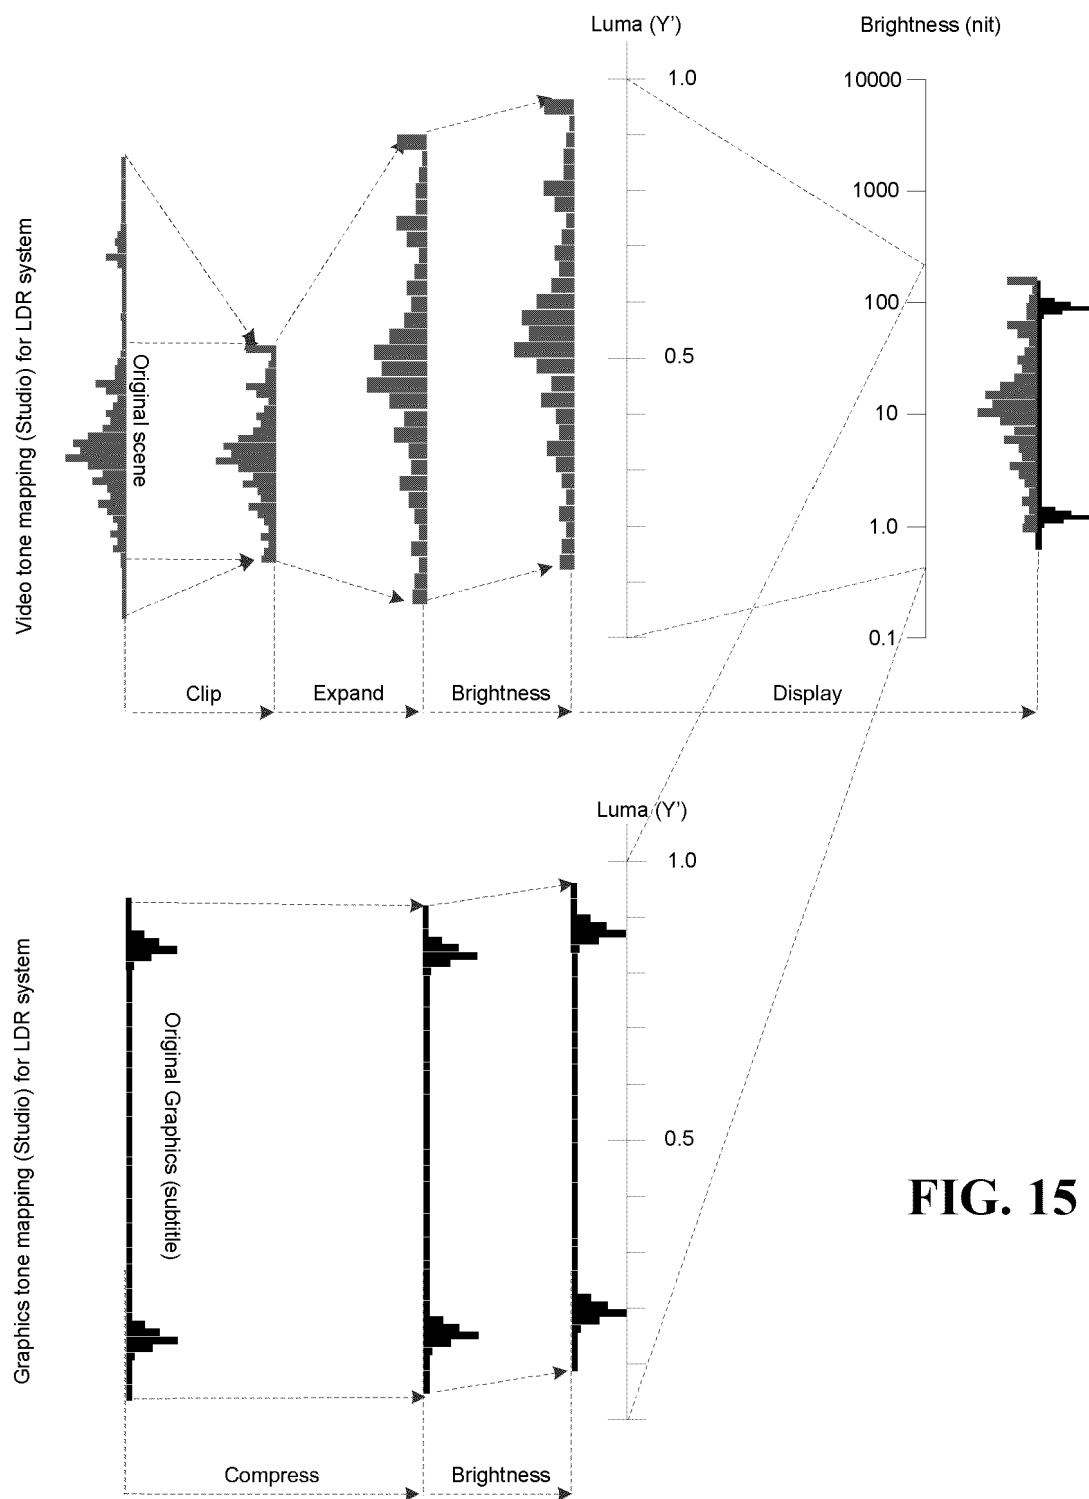 Luma (Y')
Brightness (nit)
1.0
0.5
10000
1000
100
10
1.0
0.1
Video tone mapping (Studio) for LDR system
Original scene
Clip
Expand
Brightness
Display
Luma (Y')
1.0
0.5
Graphics tone mapping (Studio) for LDR system
Original Graphics (subtitle)
FIG. 15
Compress
Brightness